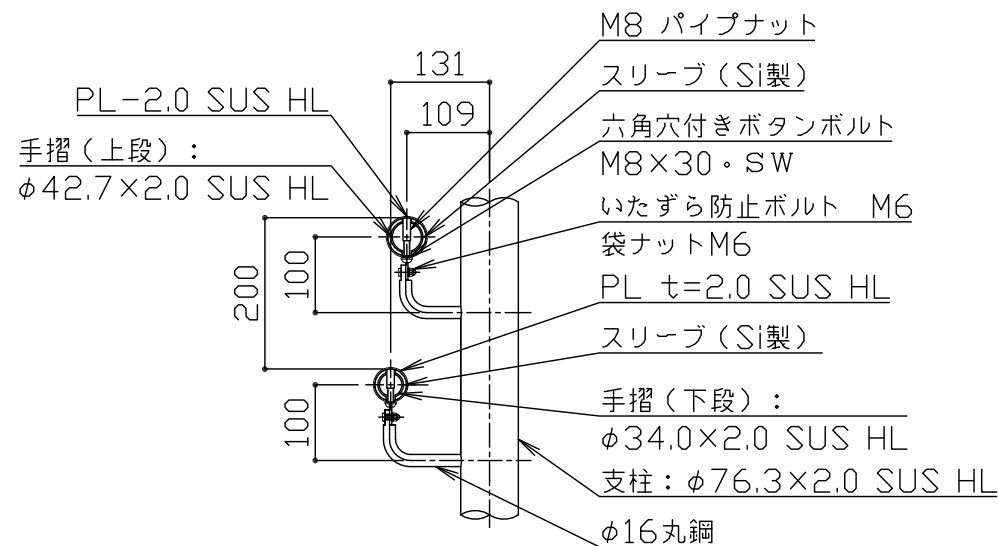 M8 パイプナット
131
スリーブ(Si製)
PL-2.0 SUS HL
109
六角穴付きボタンボルト
手摺(上段):
M8×30・SW
φ42.7×2.0 SUS HL
いたずら防止ボルト M6
袋ナットM6
100
200
PL t=2.0 SUS HL
スリーブ(Si製)
手摺(下段):
100
φ34.0×2.0 SUS HL
支柱:φ76.3×2.0 SUS HL
φ16丸鋼